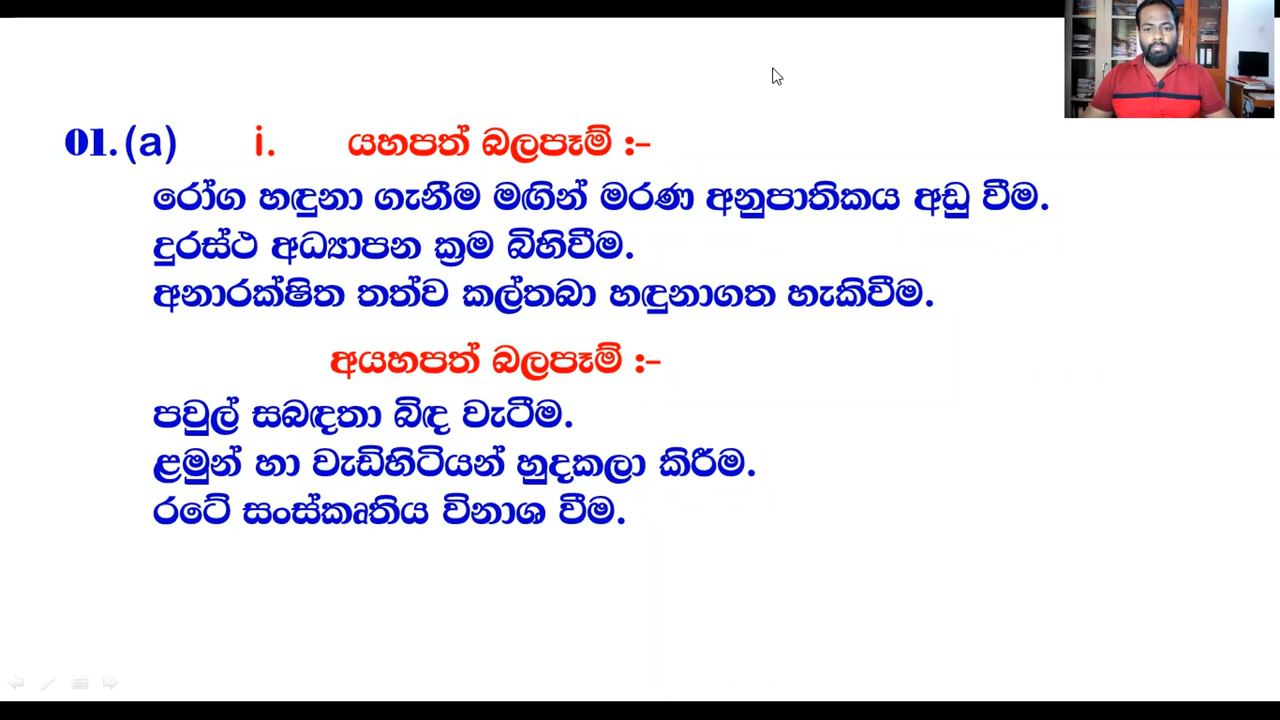 01.(a) i. යහපත් බලපෑම් :-
රෝග හඳුනා ගැනීම මඟින් මරණ අනුපාතිකය අඩු වීම.
දුරස්ථ අධ්‍යාපන ක්‍රම බිහිවීම.
අනාරක්ෂිත තත්ව කල්තබා හඳුනාගත හැකිවීම.
අයහපත් බලපෑම් :-
පවුල් සබඳතා බිඳ වැටීම.
ළමුන් හා වැඩිහිටියන් හුදකලා කිරීම.
රටේ සංස්කෘතිය විනාශ වීම.